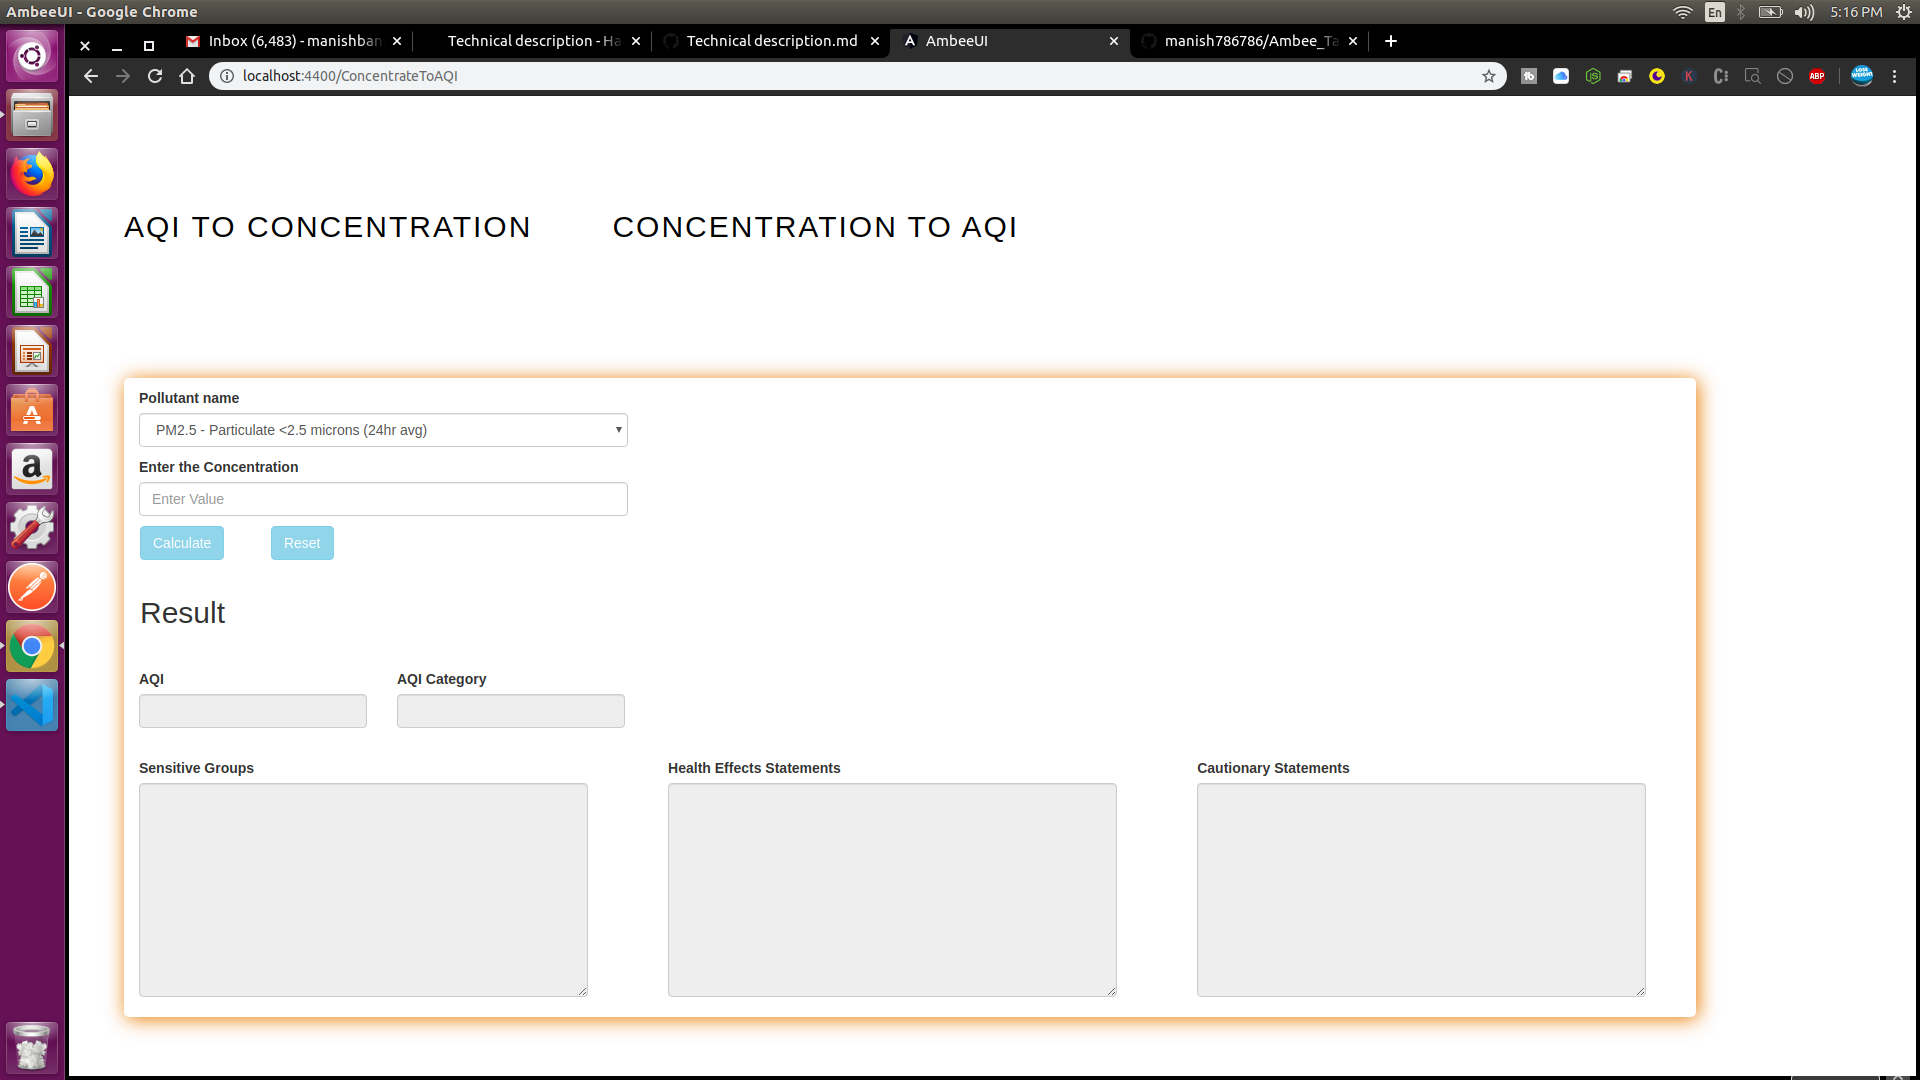 AmbeeUI - Google Chrome
En
5:16 PM
Inbox (6,483) - manishban
Technical description - Ha
Technical description.md
AmbeeUI
manish786786/Ambee_Ta
localhost:4400/ConcentrateToAQI
ABP
AQI TO CONCENTRATION
CONCENTRATION TO AQI
Pollutant name
PM2.5 - Particulate <2.5 microns (24hr avg)
Enter the Concentration
Enter Value
Calculate
Reset
Result
AQI
AQI Category
Sensitive Groups
Health Effects Statements
Cautionary Statements